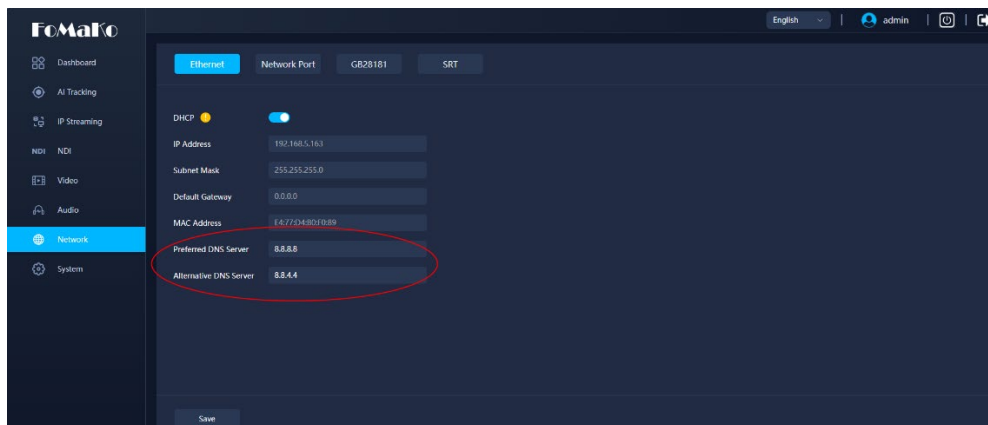 FoMaKo
English
admin
Dashboard
AI Tracking
IP Streaming
NDI NDI
Video
Audio
Network
System
Ethernet Network Port GB28181 SRT
DHCP
IP Address 192.168.5.163
Subnet Mask 255.255.255.0
Default Gateway 0.0.0.0
MAC Address E4:77:D4:80:F0:89
Preferred DNS Server 8.8.8.8
Alternative DNS Server 8.8.4.4
Save